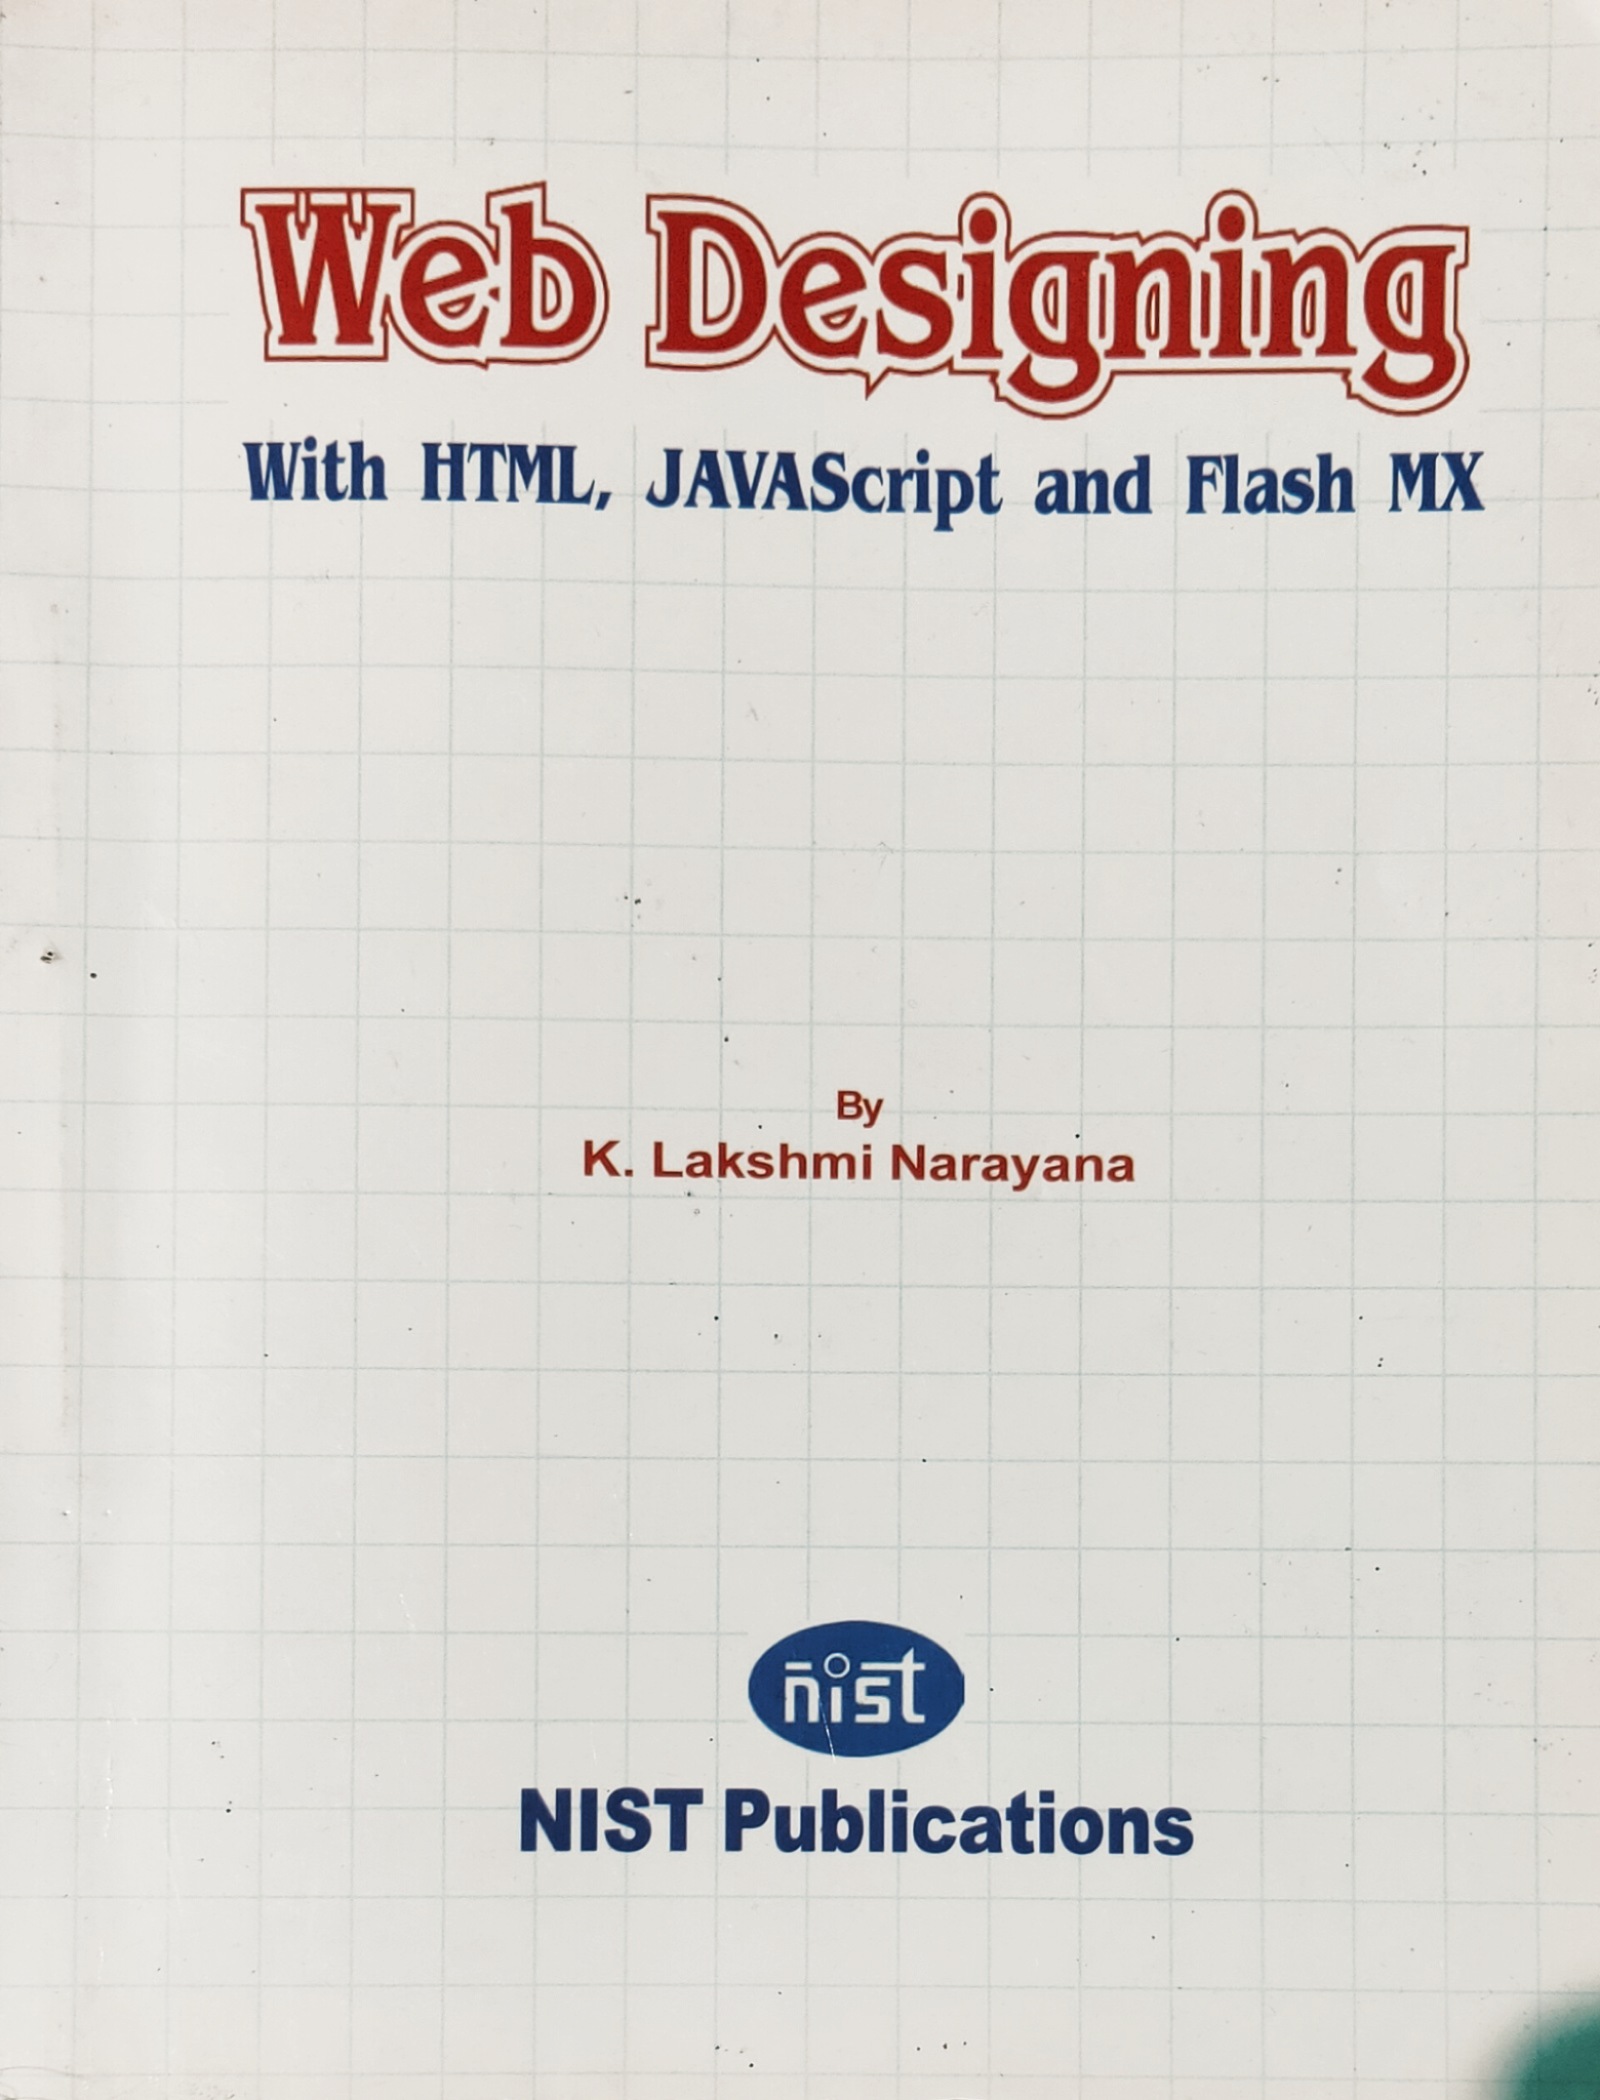 Web Designing
With HTML, JAVAScript and Flash MX
By
K. Lakshmi Narayana
nist
NIST Publications